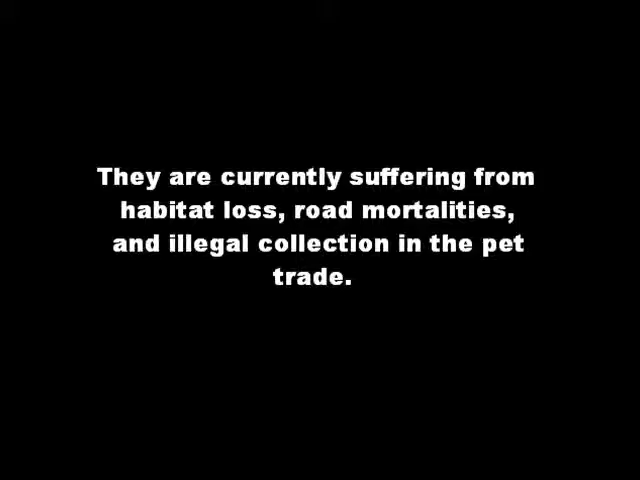 They are currently suffering from
habitat loss, road mortalities,
and illegal collection in the pet
trade.